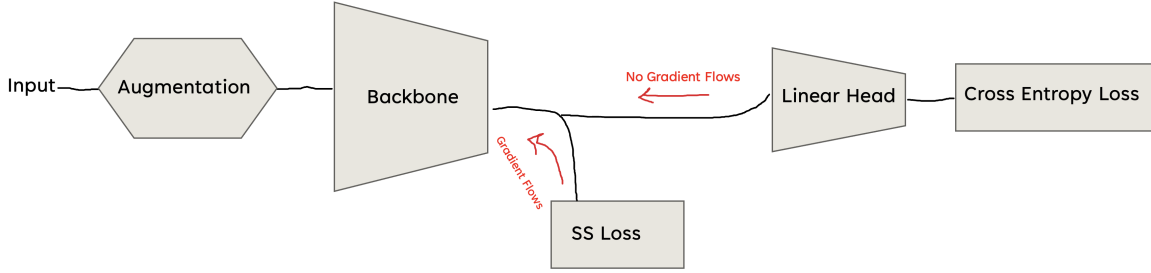 Input
Augmentation
Backbone
No Gradient Flows
Linear Head
Cross Entropy Loss
Gradient Flows
SS Loss